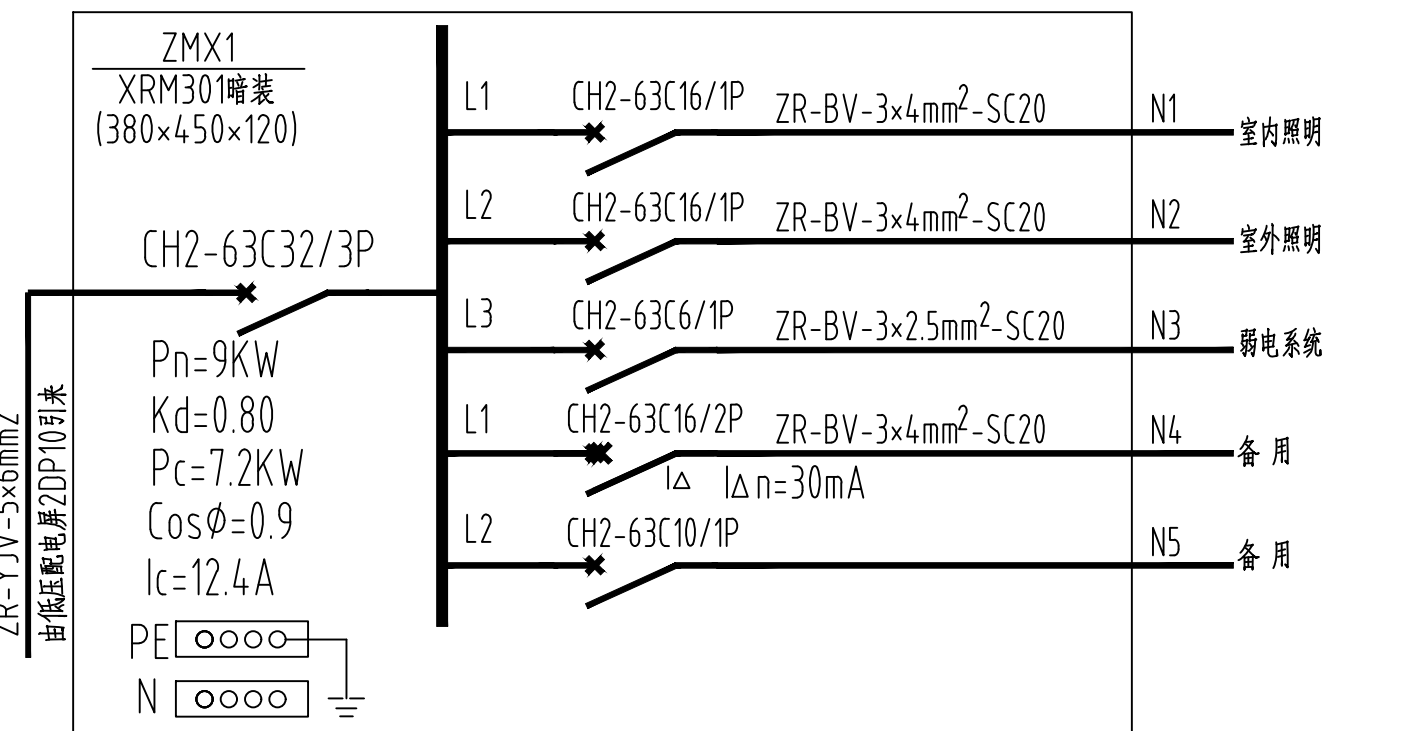 ZMX1
XRM301暗装
(380×450×120)
CH2-63C32/3P
Pn=9KW
Kd=0.80
Pc=7.2KW
CosØ=0.9
Ic=12.4A
PE
N
ZR-YJV-5×6mm2
由低压配电屏2DP10引来
L1 CH2-63C16/1P ZR-BV-3×4mm²-SC20 N1 室内照明
L2 CH2-63C16/1P ZR-BV-3×4mm²-SC20 N2 室外照明
L3 CH2-63C6/1P ZR-BV-3×2.5mm²-SC20 N3 弱电系统
L1 CH2-63C16/2P ZR-BV-3×4mm²-SC20 N4 备 用
I△ I△n=30mA
L2 CH2-63C10/1P N5 备 用